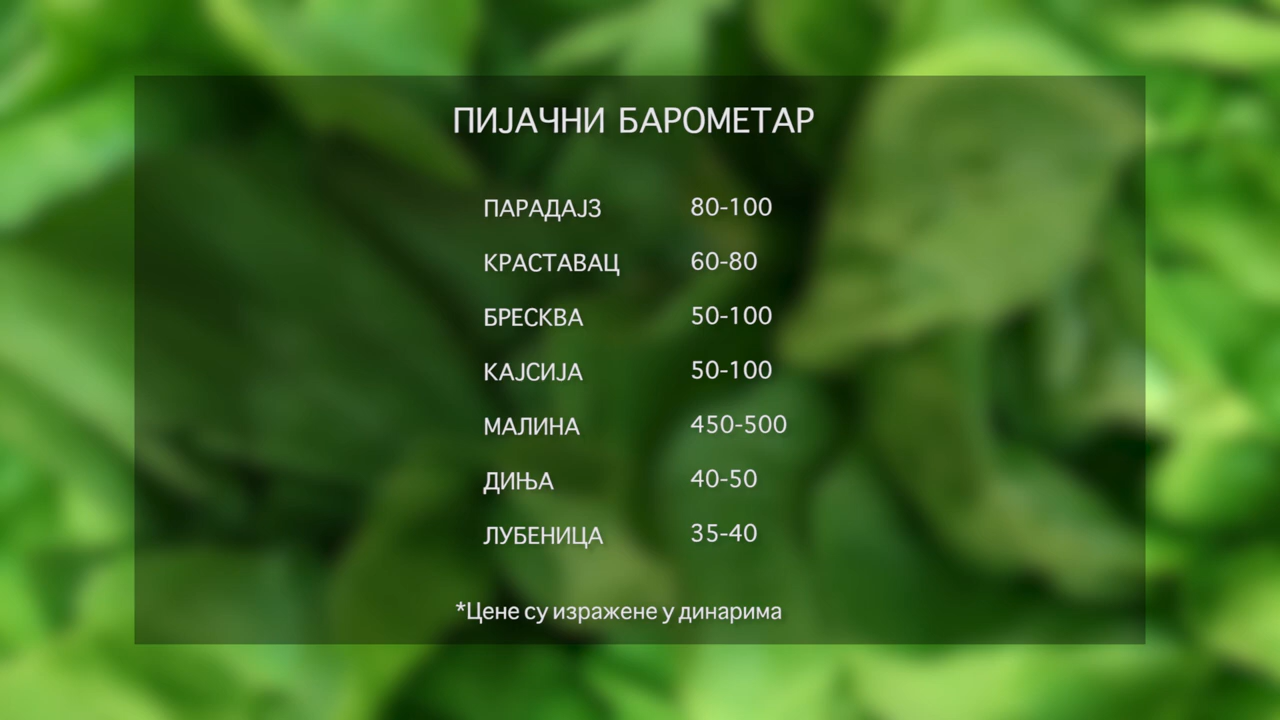 ПИЈАЧНИ БАРОМЕТАР
ПАРАДАЈЗ 80-100
КРАСТАВАЦ 60-80
БРЕСКВА 50-100
КАЈСИЈА 50-100
МАЛИНА 450-500
ДИЊА 40-50
ЛУБЕНИЦА 35-40
*Цене су изражене у динарима